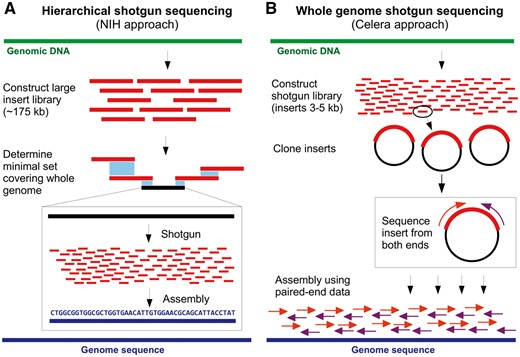 A
Hierarchical shotgun sequencing
(NIH approach)
Genomic DNA
Construct large
insert library
(~175 kb)
Determine
minimal set
covering whole
genome
Shotgun
Assembly
CTGGCGGTGGCGCTGGTGAACATTGTGGAACGCAGCATTACCTAT
Genome sequence
B
Whole genome shotgun sequencing
(Celera approach)
Genomic DNA
Construct
shotgun library
(inserts 3-5 kb)
Clone inserts
Sequence
insert from
both ends
Assembly using
paired-end data
Genome sequence